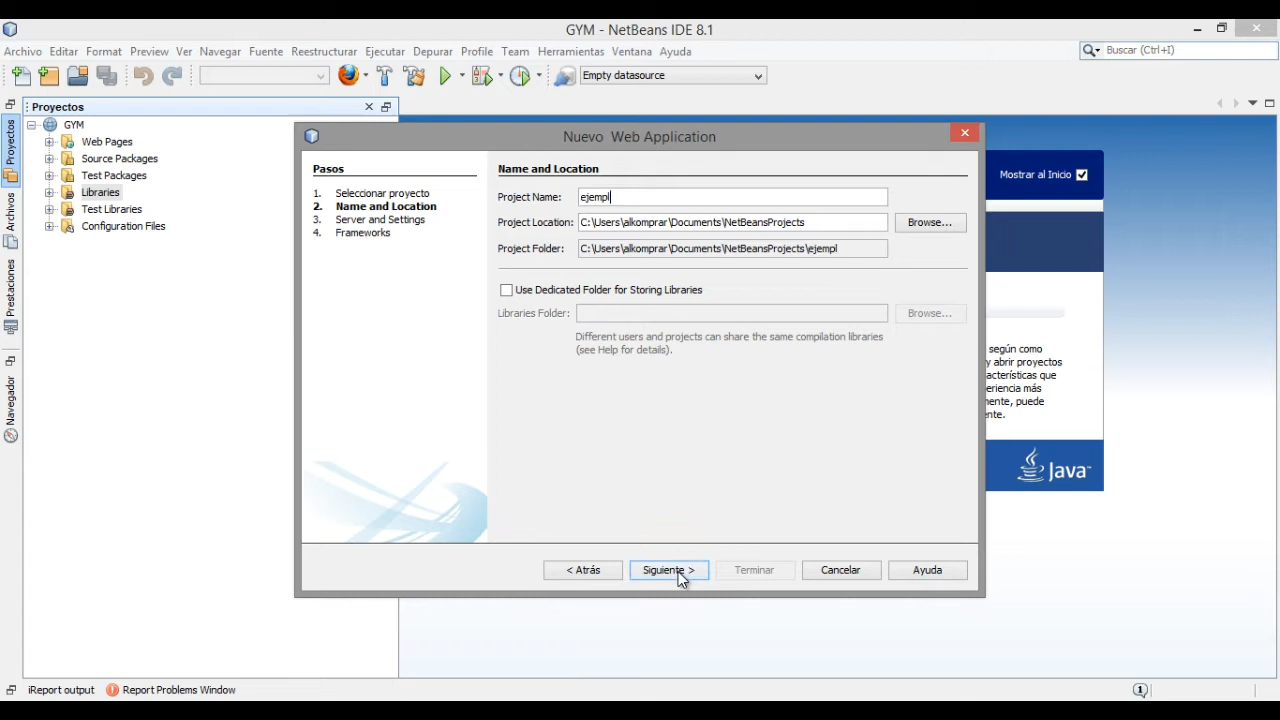 GYM - NetBeans IDE 8.1
Archivo Editar Format Preview Ver Navegar Fuente Reestructurar Ejecutar Depurar Profile Team Herramientas Ventana Ayuda
Buscar (Ctrl+I)
Empty datasource
Proyectos
GYM
Web Pages
Source Packages
Test Packages
Libraries
Test Libraries
Configuration Files
Proyectos
Archivos
Prestaciones
Navegador
Nuevo Web Application
Pasos
1. Seleccionar proyecto
2. Name and Location
3. Server and Settings
4. Frameworks
Name and Location
Project Name: ejempl
Project Location: C:\Users\alkomprar\Documents\NetBeansProjects Browse...
Project Folder: C:\Users\alkomprar\Documents\NetBeansProjects\ejempl
Use Dedicated Folder for Storing Libraries
Libraries Folder: Browse...
Different users and projects can share the same compilation libraries
(see Help for details).
< Atrás Siguiente > Terminar Cancelar Ayuda
Mostrar al Inicio
según como
y abrir proyectos
racterísticas que
eriencia más
mente, puede
ente.
Java
iReport output Report Problems Window
1